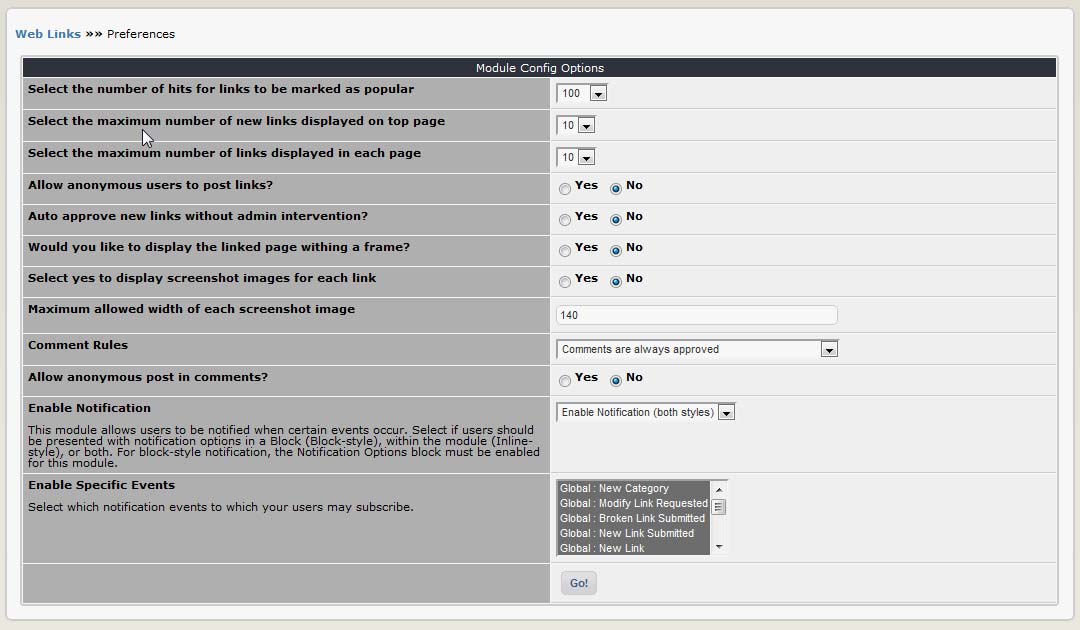 Web Links »» Preferences
Module Config Options
Select the number of hits for links to be marked as popular
100
Select the maximum number of new links displayed on top page
10
Select the maximum number of links displayed in each page
10
Allow anonymous users to post links?
Yes No
Auto approve new links without admin intervention?
Yes No
Would you like to display the linked page withing a frame?
Yes No
Select yes to display screenshot images for each link
Yes No
Maximum allowed width of each screenshot image
140
Comment Rules
Comments are always approved
Allow anonymous post in comments?
Yes No
Enable Notification
Enable Notification (both styles)
This module allows users to be notified when certain events occur. Select if users should
be presented with notification options in a Block (Block-style), within the module (Inline-
style), or both. For block-style notification, the Notification Options block must be enabled
for this module.
Enable Specific Events
Select which notification events to which your users may subscribe.
Global : New Category
Global : Modify Link Requested
Global : Broken Link Submitted
Global : New Link Submitted
Global : New Link
Go!